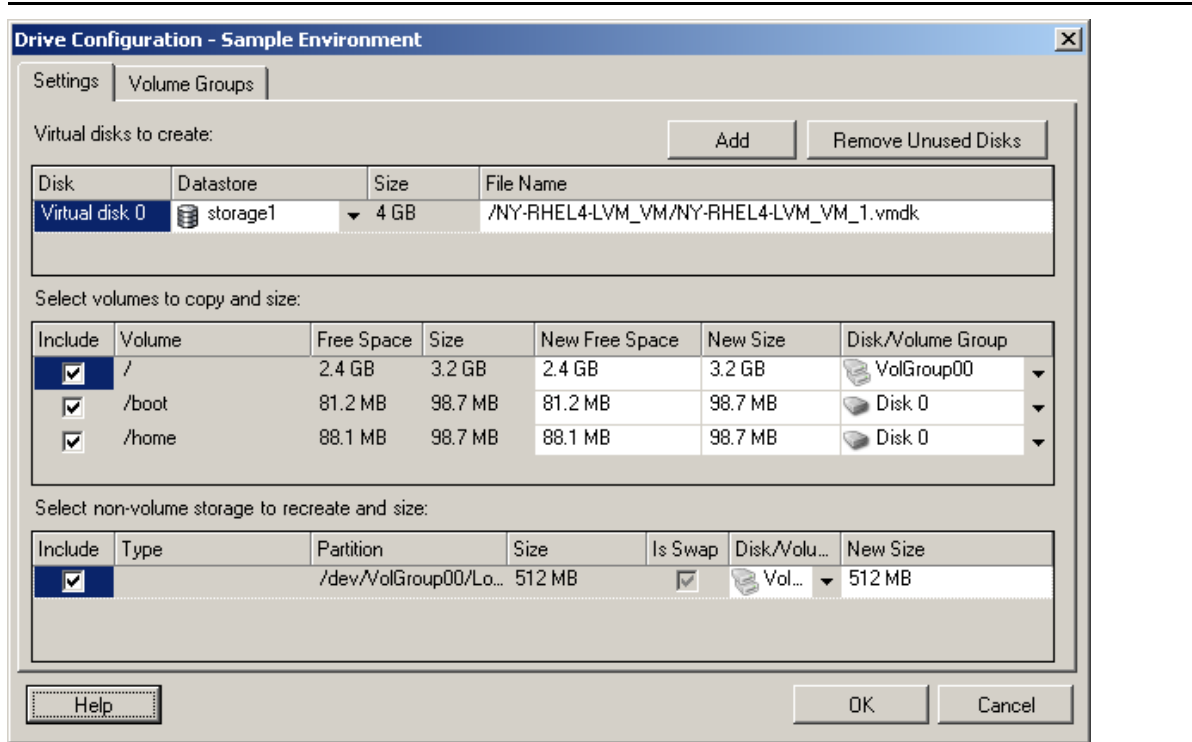 Drive Configuration - Sample Environment
Settings Volume Groups
Virtual disks to create: Add Remove Unused Disks
Disk Datastore Size File Name
Virtual disk 0 storage1 4 GB /NY-RHEL4-LVM_VM/NY-RHEL4-LVM_VM_1.vmdk
Select volumes to copy and size:
Include Volume Free Space Size New Free Space New Size Disk/Volume Group
/ 2.4 GB 3.2 GB 2.4 GB 3.2 GB VolGroup00
/boot 81.2 MB 98.7 MB 81.2 MB 98.7 MB Disk 0
/home 88.1 MB 98.7 MB 88.1 MB 98.7 MB Disk 0
Select non-volume storage to recreate and size:
Include Type Partition Size Is Swap Disk/Volu... New Size
/dev/VolGroup00/Lo... 512 MB Vol... 512 MB
Help OK Cancel